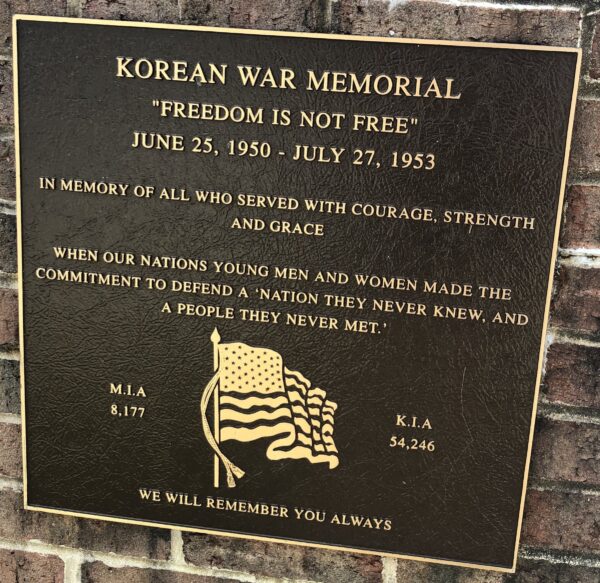 KOREAN WAR MEMORIAL
"FREEDOM IS NOT FREE"
JUNE 25, 1950 - JULY 27, 1953
IN MEMORY OF ALL WHO SERVED WITH COURAGE, STRENGTH
AND GRACE
WHEN OUR NATIONS YOUNG MEN AND WOMEN MADE THE
COMMITMENT TO DEFEND A 'NATION THEY NEVER KNEW, AND
A PEOPLE THEY NEVER MET.'
M.I.A
8,177
K.I.A
54,246
WE WILL REMEMBER YOU ALWAYS